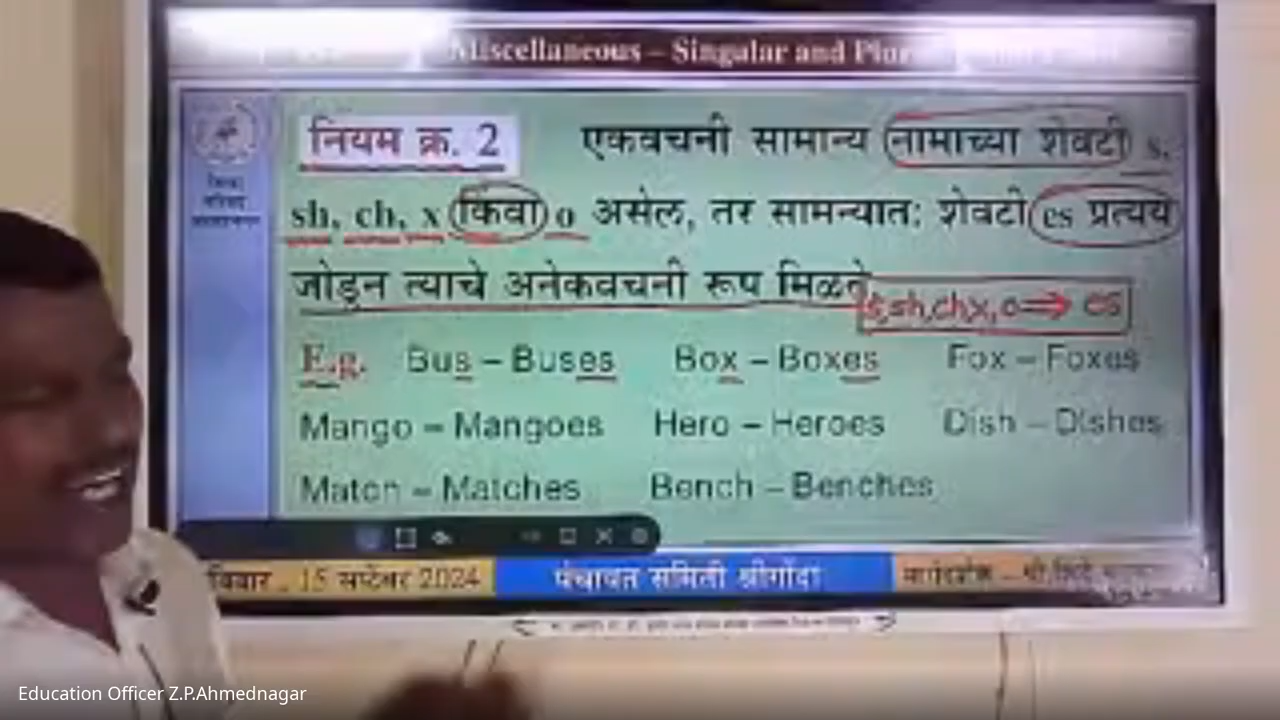 Miscellaneous – Singular and
नियम क्र. 2 एकवचनी सामान्य नामाच्या शेवटी s,
sh, ch, x किंवा o असेल, तर सामन्यात: शेवटी es प्रत्यय
जोडून त्याचे अनेकवचनी रूप मिळते
s,sh,ch,x,o⇒ es
E.g. Bus – Buses Box – Boxes Fox – Foxes
Mango – Mangoes Hero – Heroes Dish – Dishes
Match – Matches Bench – Benches
15 सप्टेंबर 2024 पंचायत समिती श्रीगोंदा मार्गदर्शक –
Education Officer Z.P.Ahmednagar